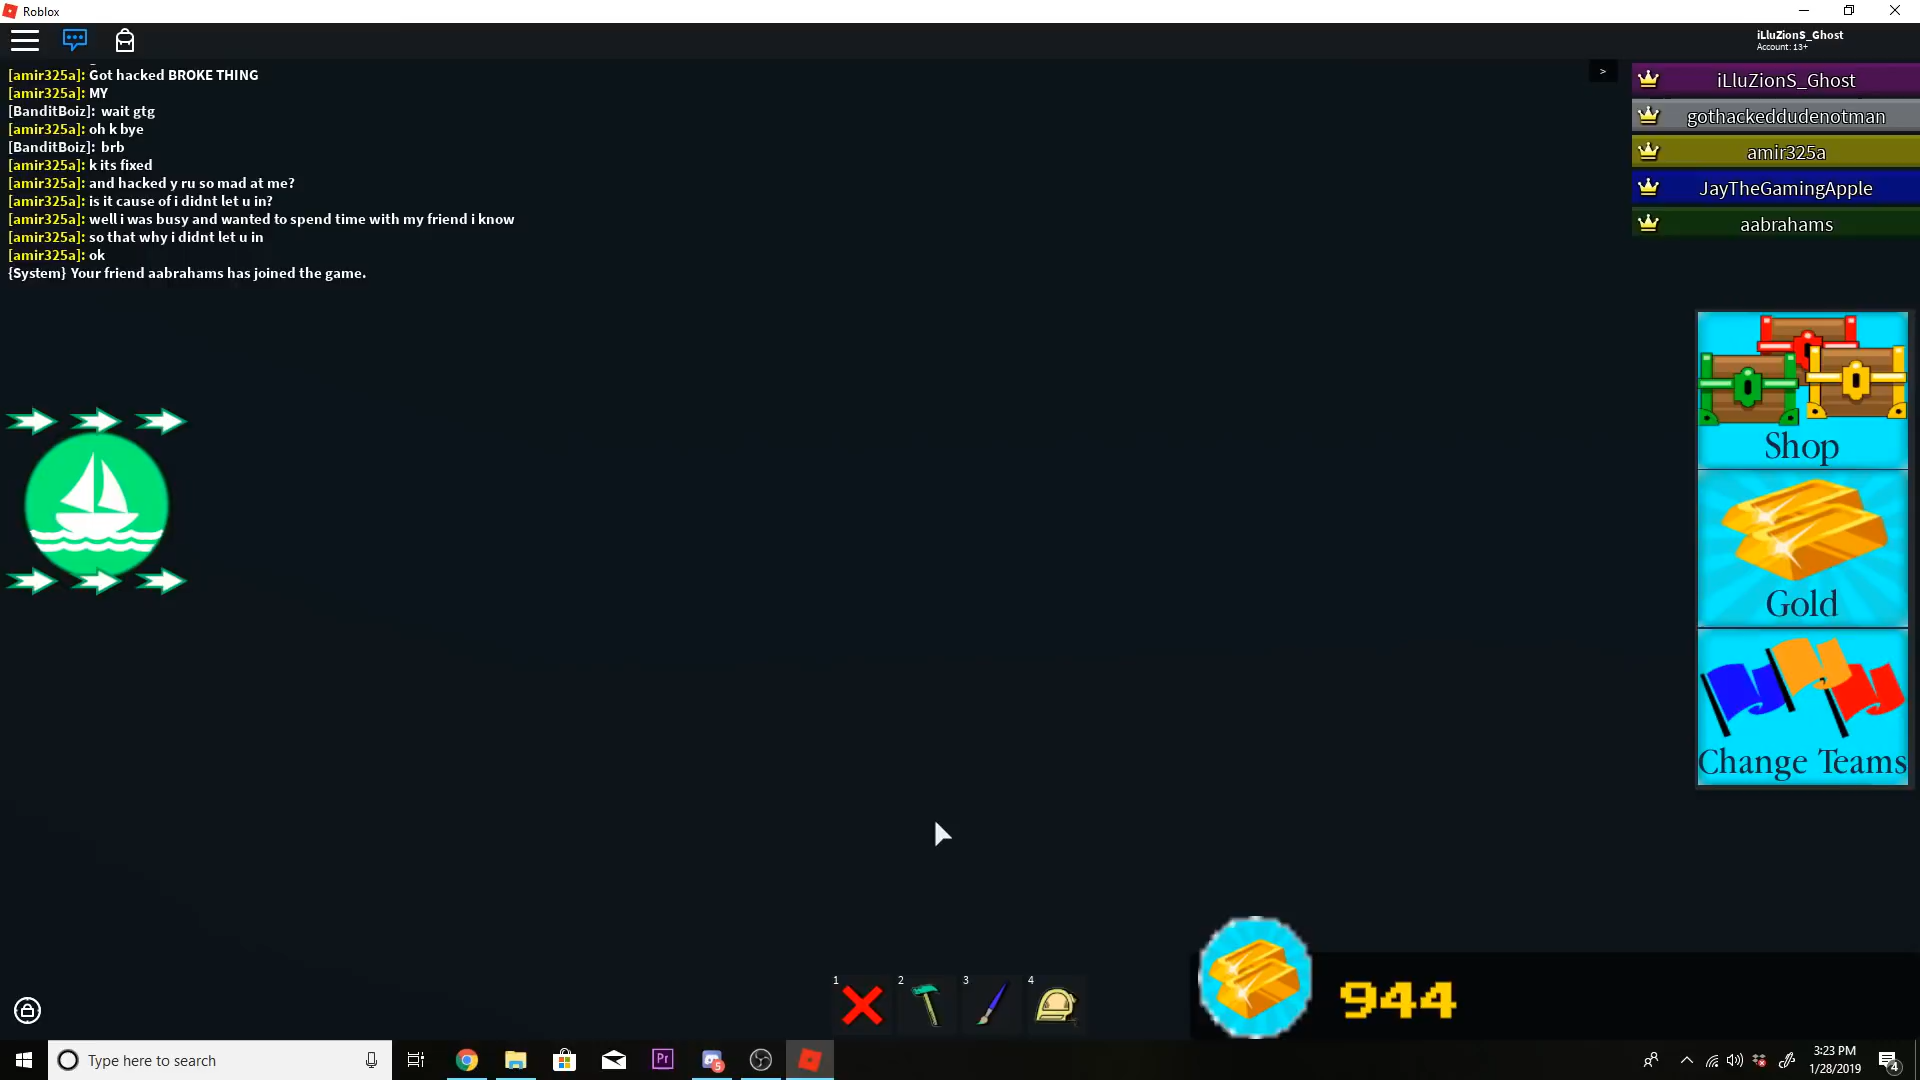 Roblox
iLluZionS_Ghost
Account: 13+
[amir325a]: Got hacked BROKE THING
[amir325a]: MY
[BanditBoiz]: wait gtg
[amir325a]: oh k bye
[BanditBoiz]: brb
[amir325a]: k its fixed
[amir325a]: and hacked y ru so mad at me?
[amir325a]: is it cause of i didnt let u in?
[amir325a]: well i was busy and wanted to spend time with my friend i know
[amir325a]: so that why i didnt let u in
[amir325a]: ok
{System} Your friend aabrahams has joined the game.
>
iLluZionS_Ghost
gothackeddudenotman
amir325a
JayTheGamingApple
aabrahams
Shop
Gold
Change Teams
1
2
3
4
944
Type here to search
Pr
5
3:23 PM
1/28/2019
4